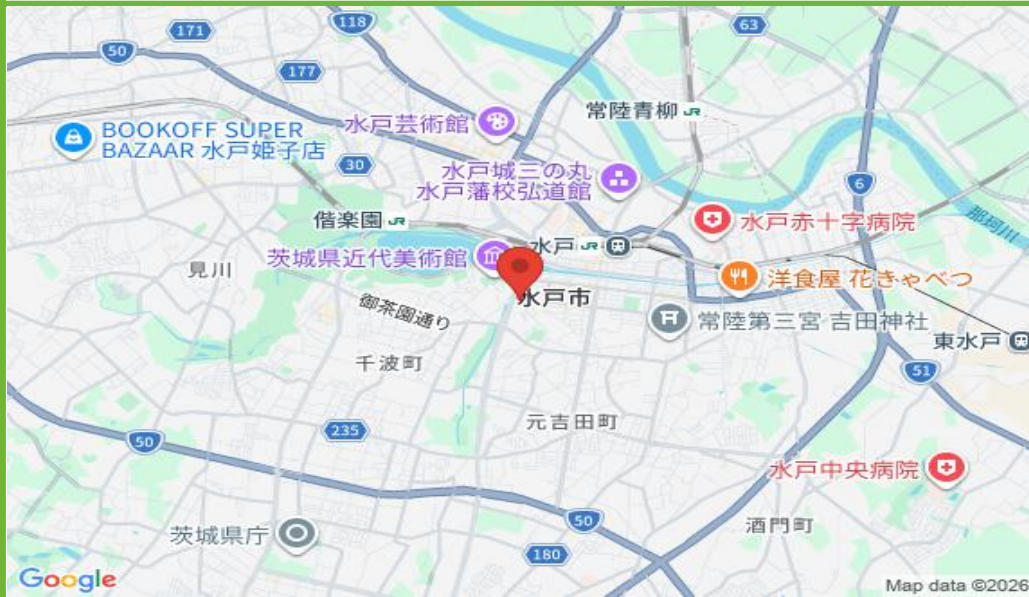 171
118
63
50
177
水戸芸術館
常陸青柳
JR
BOOKOFF SUPER
BAZAAR 水戸姫子店
30
水戸城三の丸
水戸藩校弘道館
6
偕楽園
JR
水戸赤十字病院
那珂川
茨城県近代美術館
水戸
JR
見川
洋食屋 花きゃべつ
御茶園通り
水戸市
常陸第三宮 吉田神社
東水戸
千波町
51
元吉田町
235
50
水戸中央病院
50
酒門町
茨城県庁
180
Google
Map data ©2026